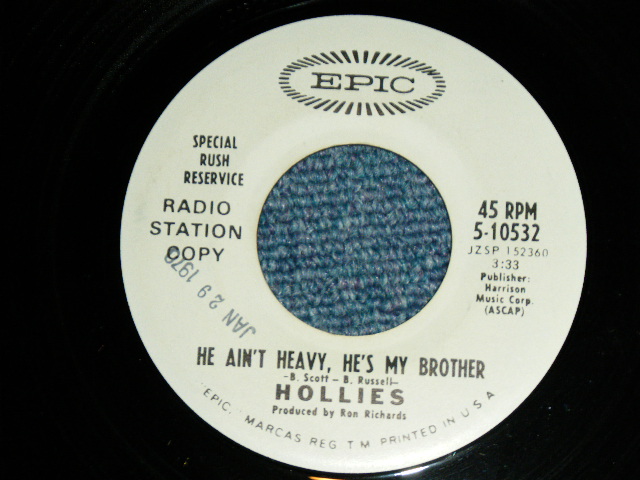 EPIC
SPECIAL
RUSH
RESERVICE
RADIO
STATION
COPY
JAN 29 1970
45 RPM
5-10532
JZSP 152360
3:33
Publisher:
Harrison
Music Corp.
(ASCAP)
HE AIN'T HEAVY, HE'S MY BROTHER
-B. Scott - B. Russell-
HOLLIES
Produced by Ron Richards
"EPIC," MARCAS REG. T.M. PRINTED IN U.S.A